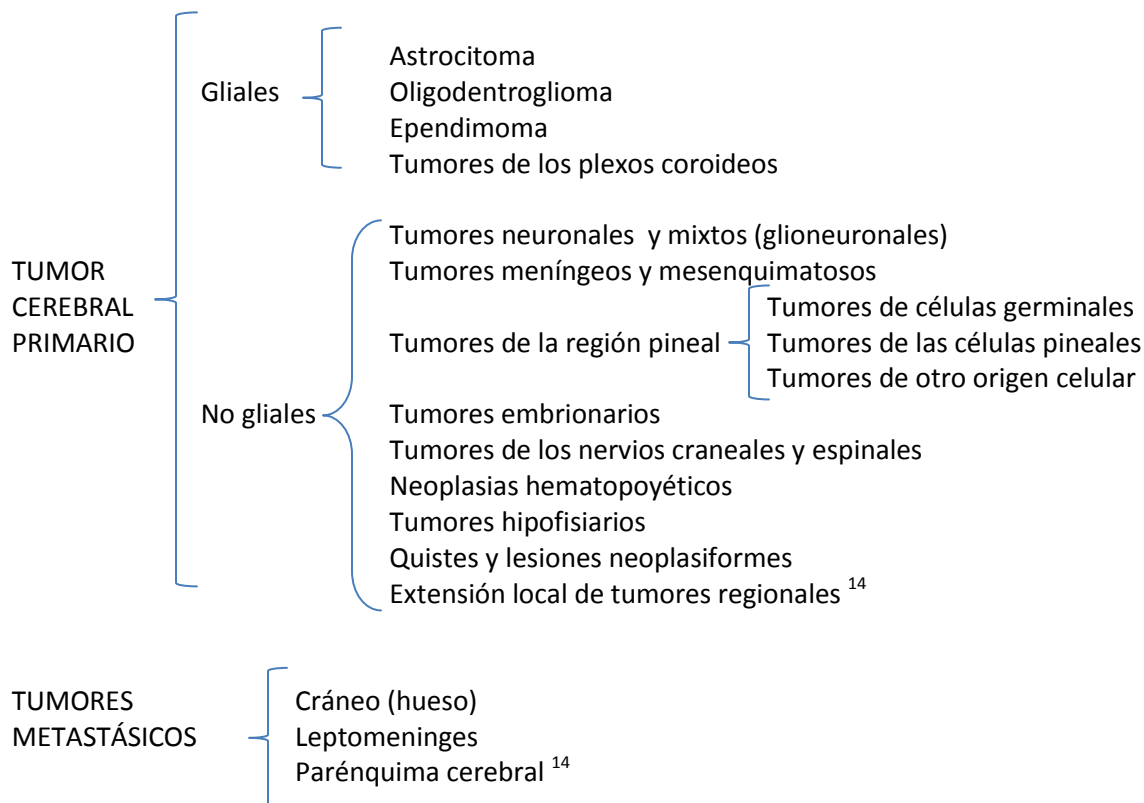 Astrocitoma
Gliales
Oligodentroglioma
Ependimoma
Tumores de los plexos coroideos
TUMOR
CEREBRAL
PRIMARIO
Tumores neuronales y mixtos (glioneuronales)
Tumores meníngeos y mesenquimatosos
Tumores de la región pineal
Tumores de células germinales
Tumores de las células pineales
Tumores de otro origen celular
No gliales
Tumores embrionarios
Tumores de los nervios craneales y espinales
Neoplasias hematopoyéticos
Tumores hipofisiarios
Quistes y lesiones neoplasiformes
Extensión local de tumores regionales 14
TUMORES
METASTÁSICOS
Cráneo (hueso)
Leptomeninges
Parénquima cerebral 14